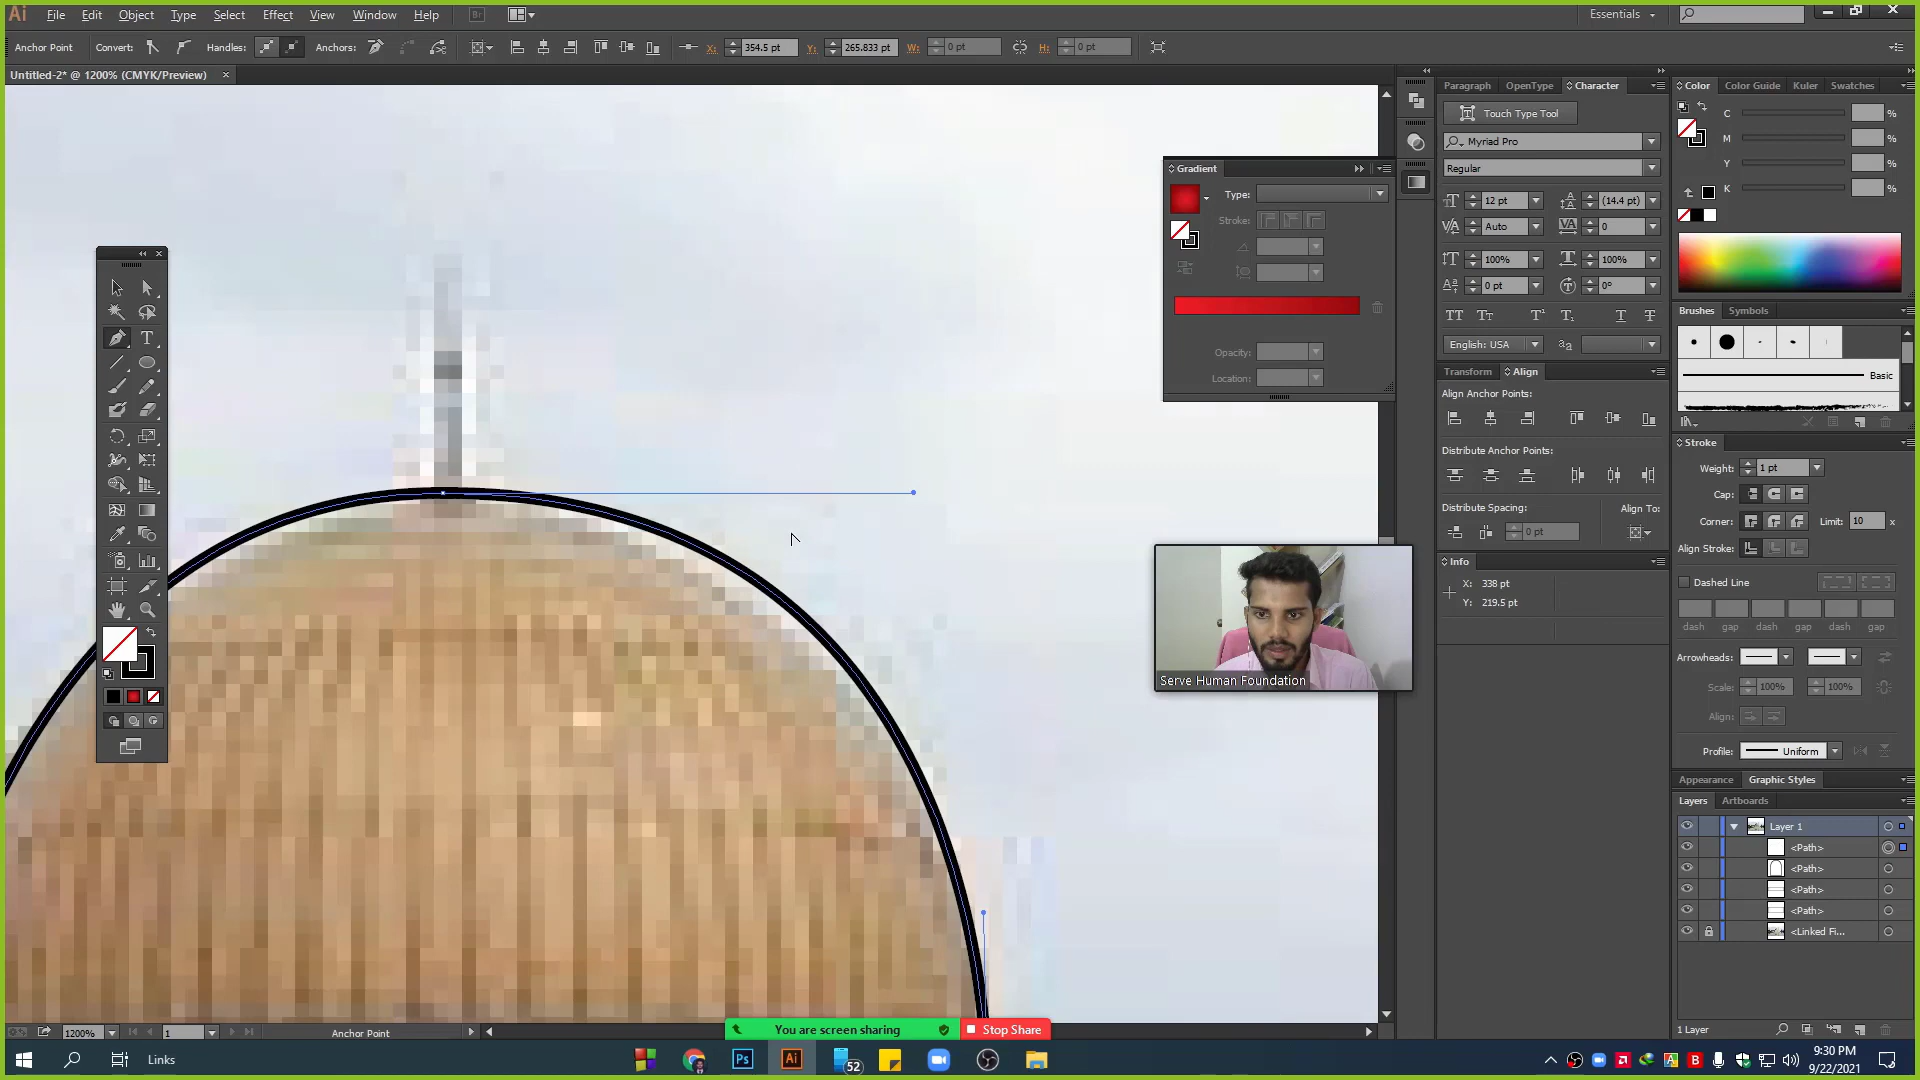 Ai File Edit Object Type Select Effect View Window Help Br Essentials
Anchor Point Convert: Handles: Anchors: X: 354.5 pt Y: 265.833 pt W: 0 pt H: 0 pt
Untitled-2* @ 1200% (CMYK/Preview) ×
Paragraph OpenType Character
Touch Type Tool
Myriad Pro
Regular
12 pt (14.4 pt)
Auto 0
100% 100%
0 pt 0°
English: USA
Transform Align
Align Anchor Points:
Distribute Anchor Points:
Distribute Spacing: Align To:
0 pt
Info
X: 338 pt
Y: 219.5 pt
Gradient
Type:
Stroke:
Opacity:
Location:
Color Color Guide Kuler Swatches
C %
M %
Y %
K %
Brushes Symbols
Basic
Stroke
Weight: 1 pt
Cap:
Corner: Limit: 10 x
Align Stroke:
Dashed Line
dash gap dash gap dash gap
Arrowheads:
Scale: 100% 100%
Align:
Profile: Uniform
Appearance Graphic Styles
Layers Artboards
Layer 1
<Path>
<Path>
<Path>
<Path>
<Linked Fi...
1 Layer
Serve Human Foundation
1200% 1 Anchor Point
You are screen sharing Stop Share
Links Ps Ai 52
9:30 PM
9/22/2021